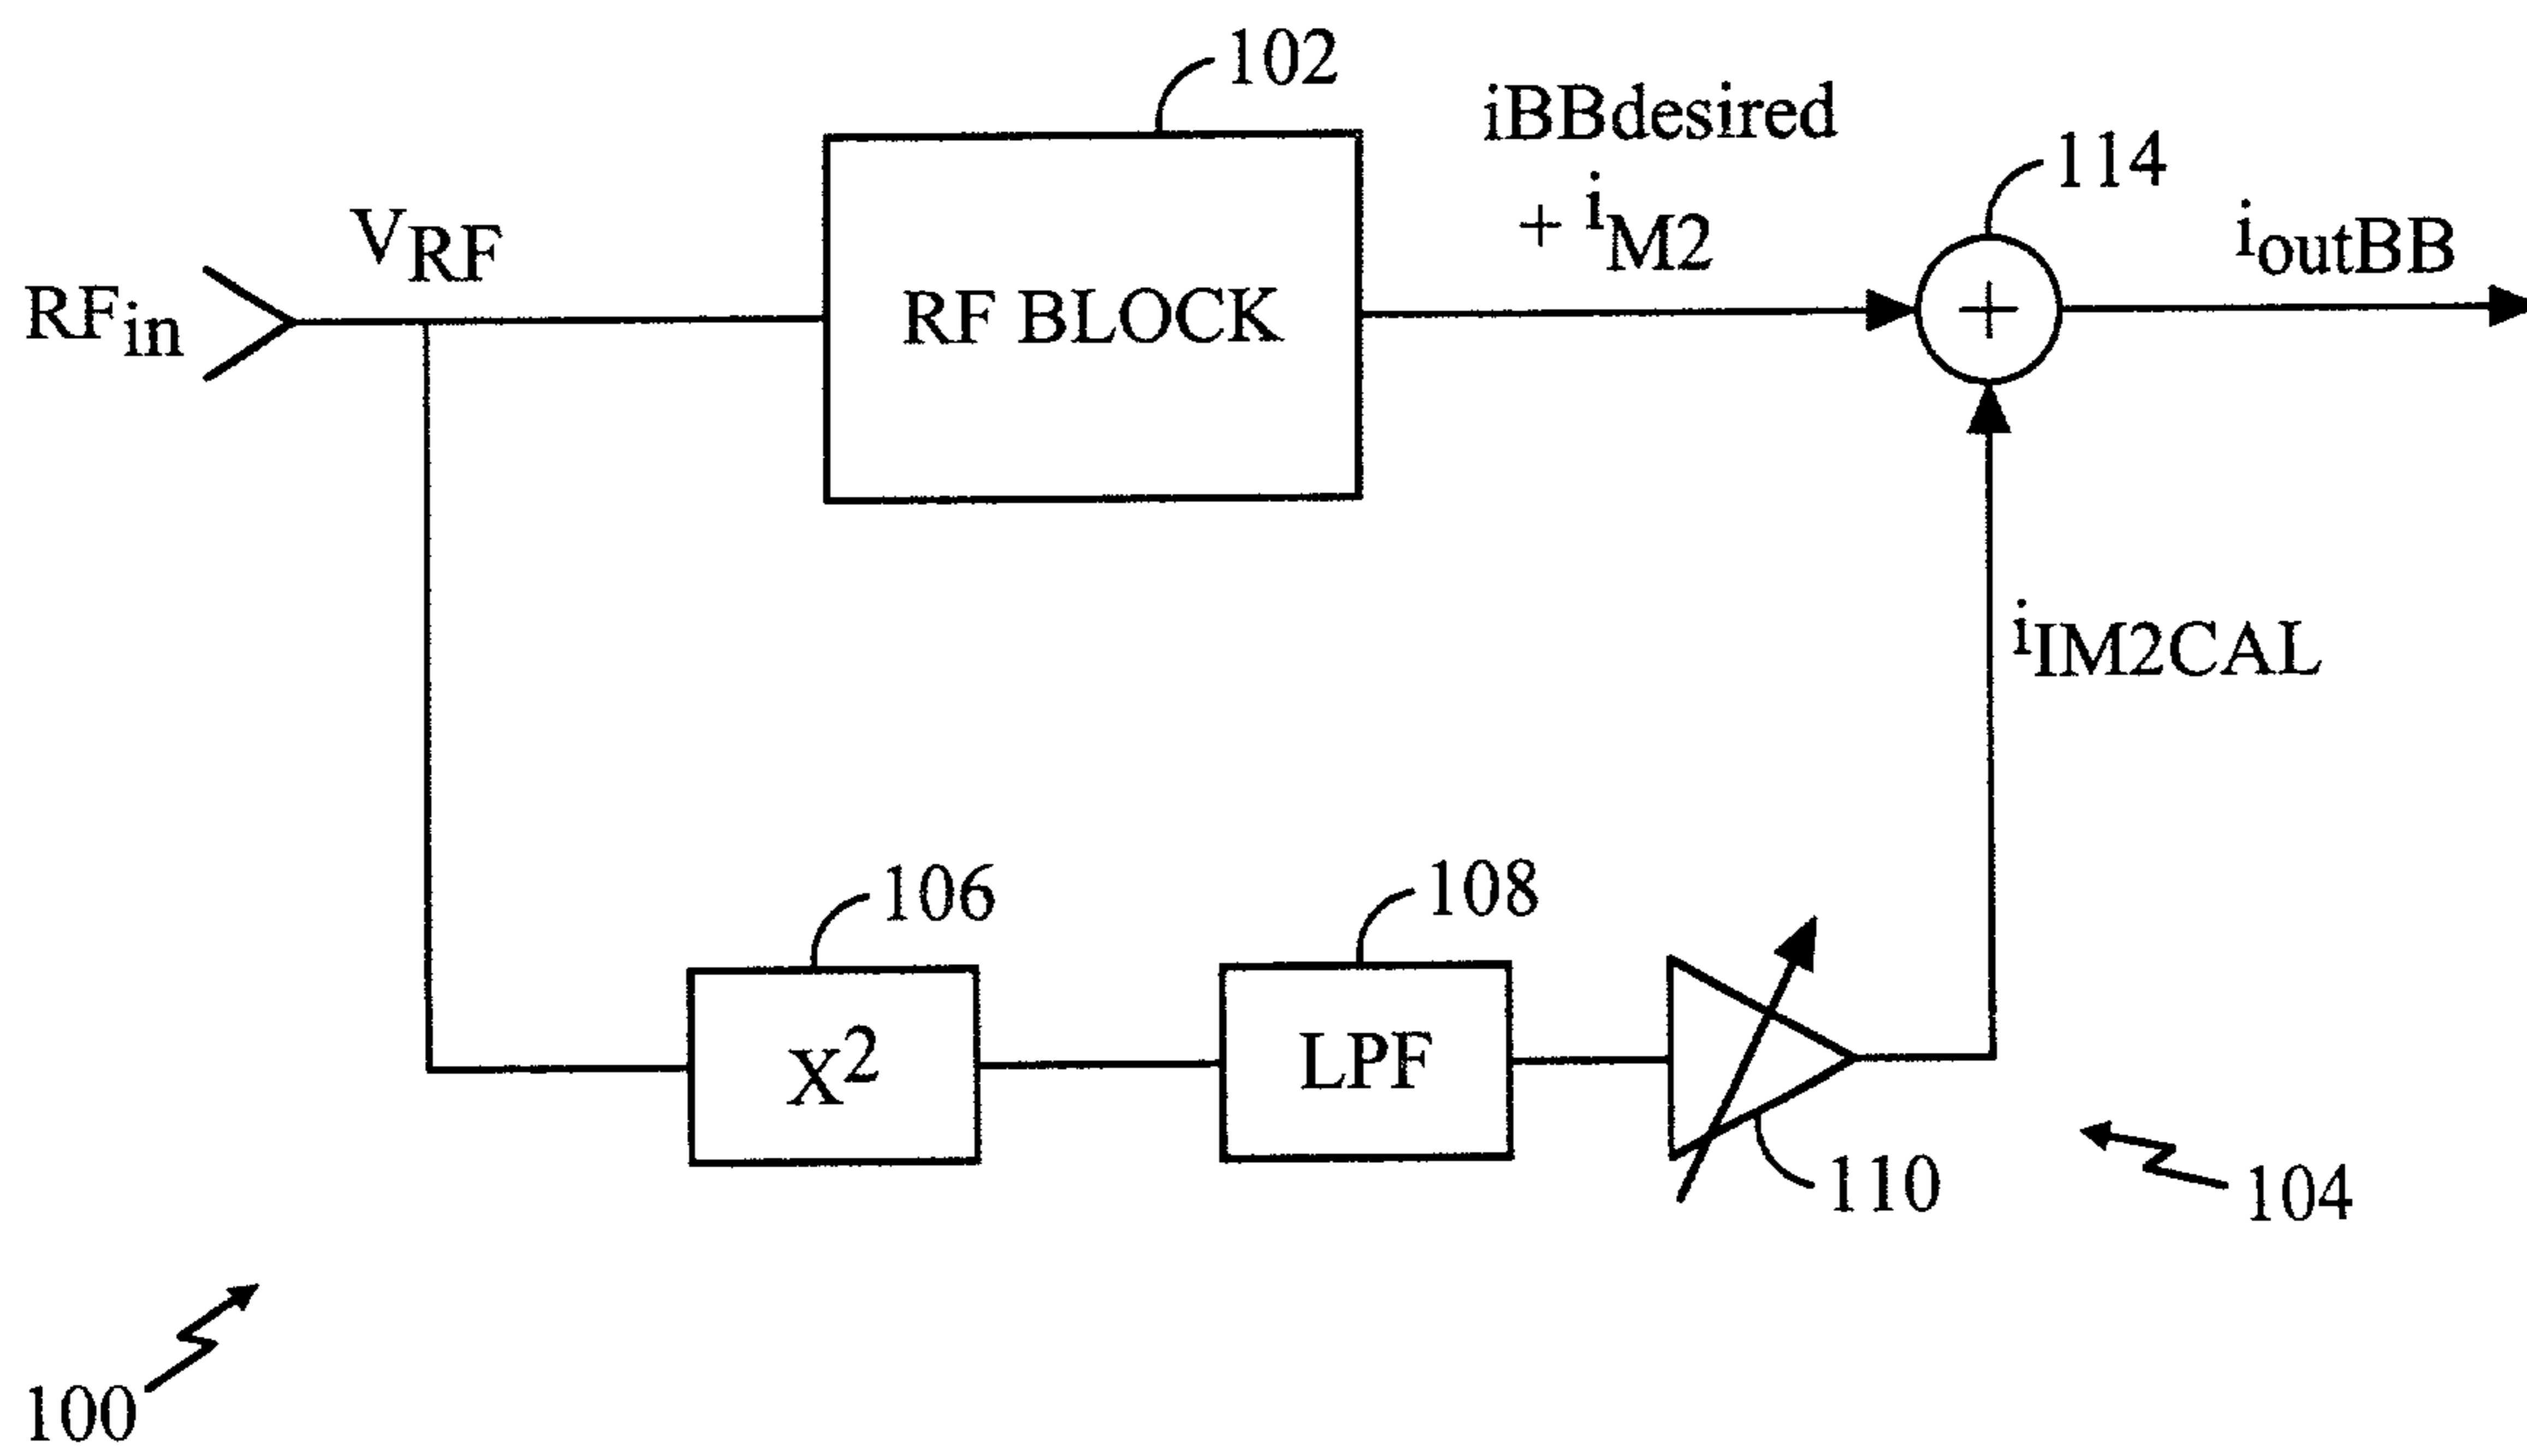 102
iBBdesired
+ iM2
114
VRF
ioutBB
RFin
RF BLOCK
+
iIM2CAL
106
108
X2
LPF
110
104
100